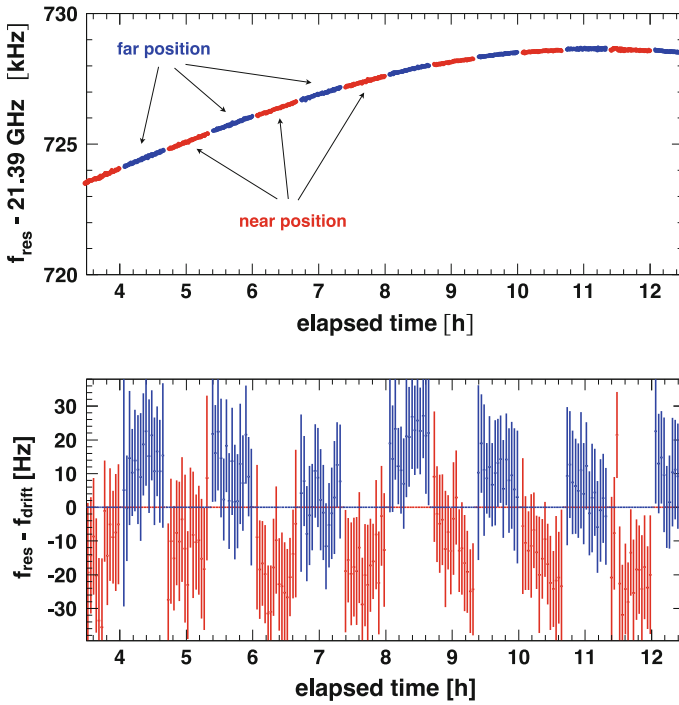 730
725
720
f_res - 21.39 GHz [kHz]
far position
near position
4 5 6 7 8 9 10 11 12
elapsed time [h]
30
20
10
0
-10
-20
-30
f_res - f_drift [Hz]
4 5 6 7 8 9 10 11 12
elapsed time [h]